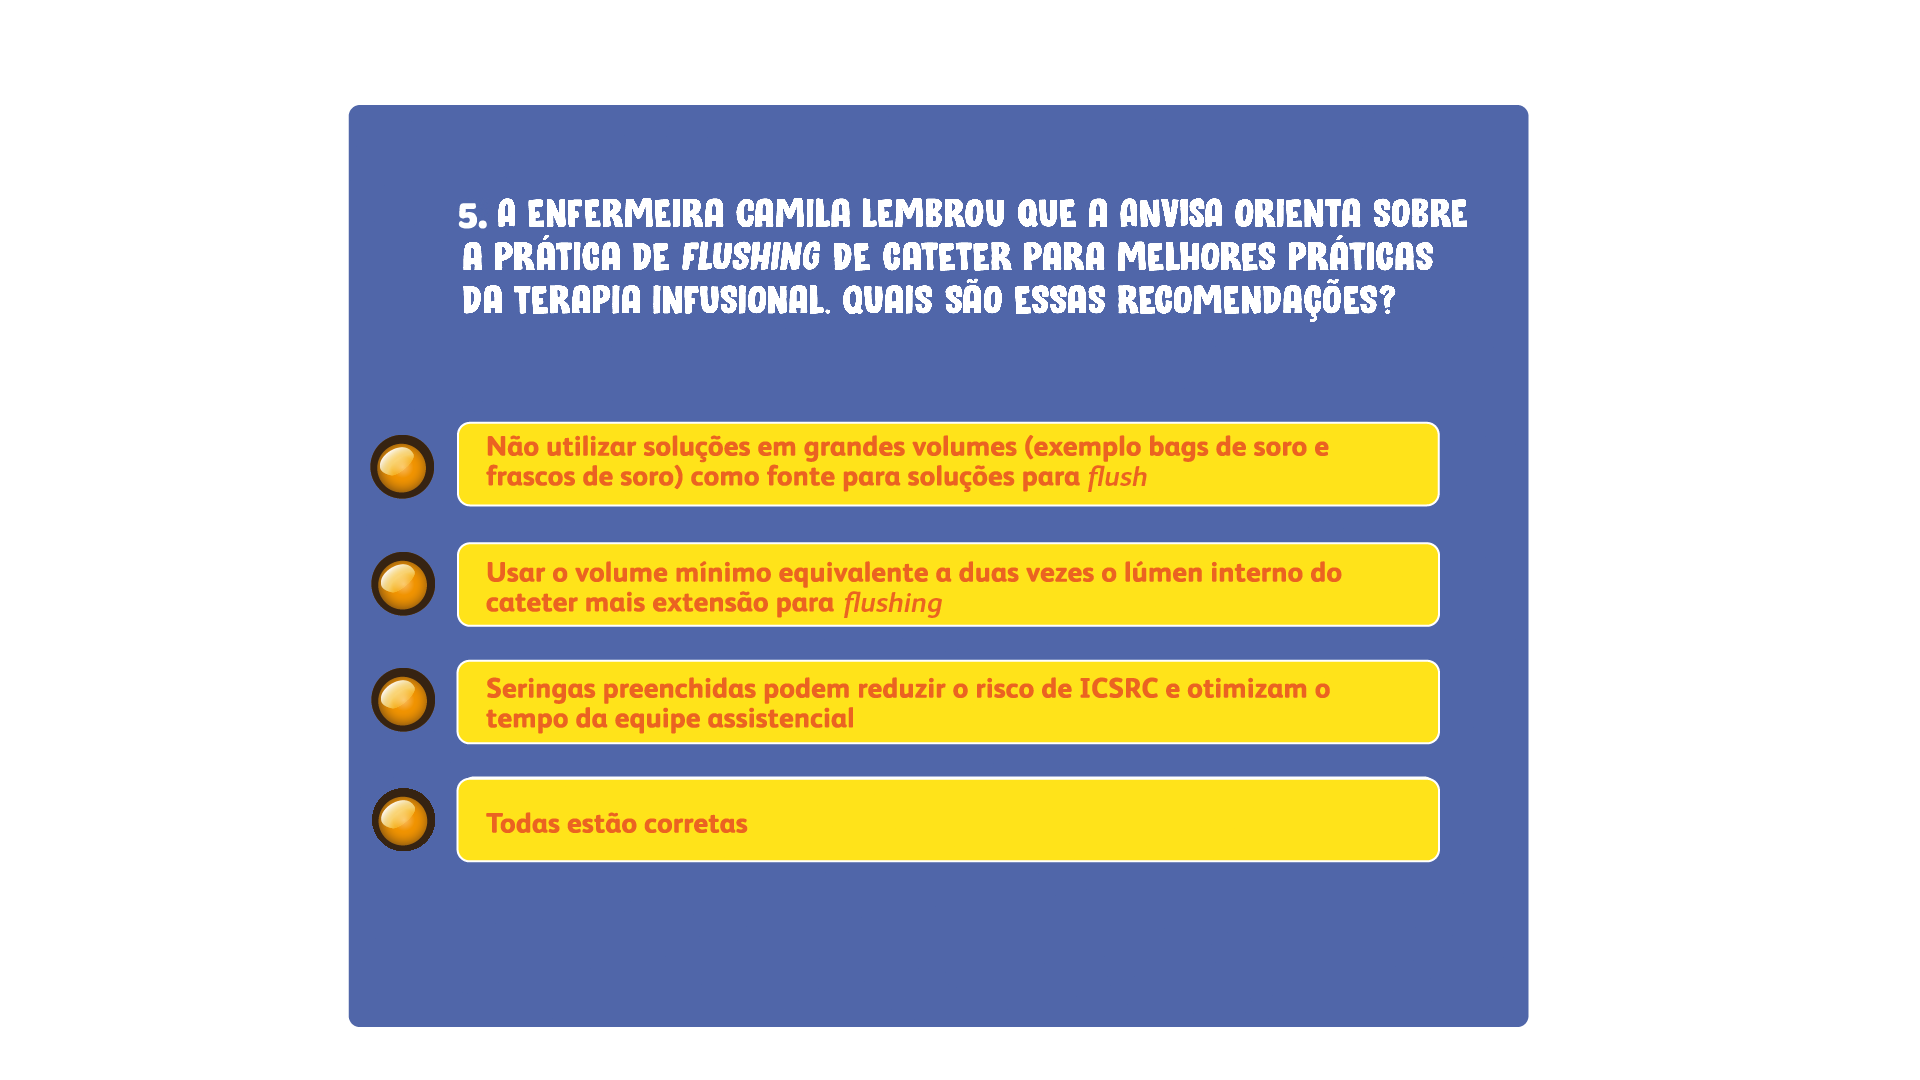 5. A ENFERMEIRA CAMILA LEMBROU QUE A ANVISA ORIENTA SOBRE
A PRÁTICA DE FLUSHING DE CATETER PARA MELHORES PRÁTICAS
DA TERAPIA INFUSIONAL. QUAIS SÃO ESSAS RECOMENDAÇÕES?
Não utilizar soluções em grandes volumes (exemplo bags de soro e
frascos de soro) como fonte para soluções para flush
Usar o volume mínimo equivalente a duas vezes o lúmen interno do
cateter mais extensão para flushing
Seringas preenchidas podem reduzir o risco de ICSRC e otimizam o
tempo da equipe assistencial
Todas estão corretas